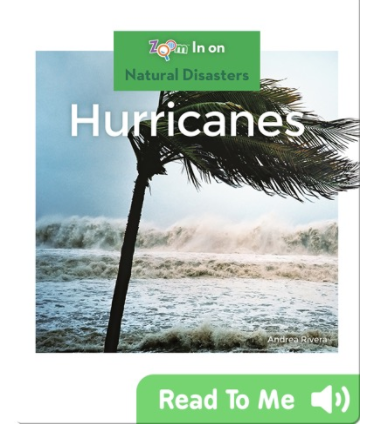 Zoom In on
Natural Disasters
Hurricanes
Andrea Rivera
Read To Me